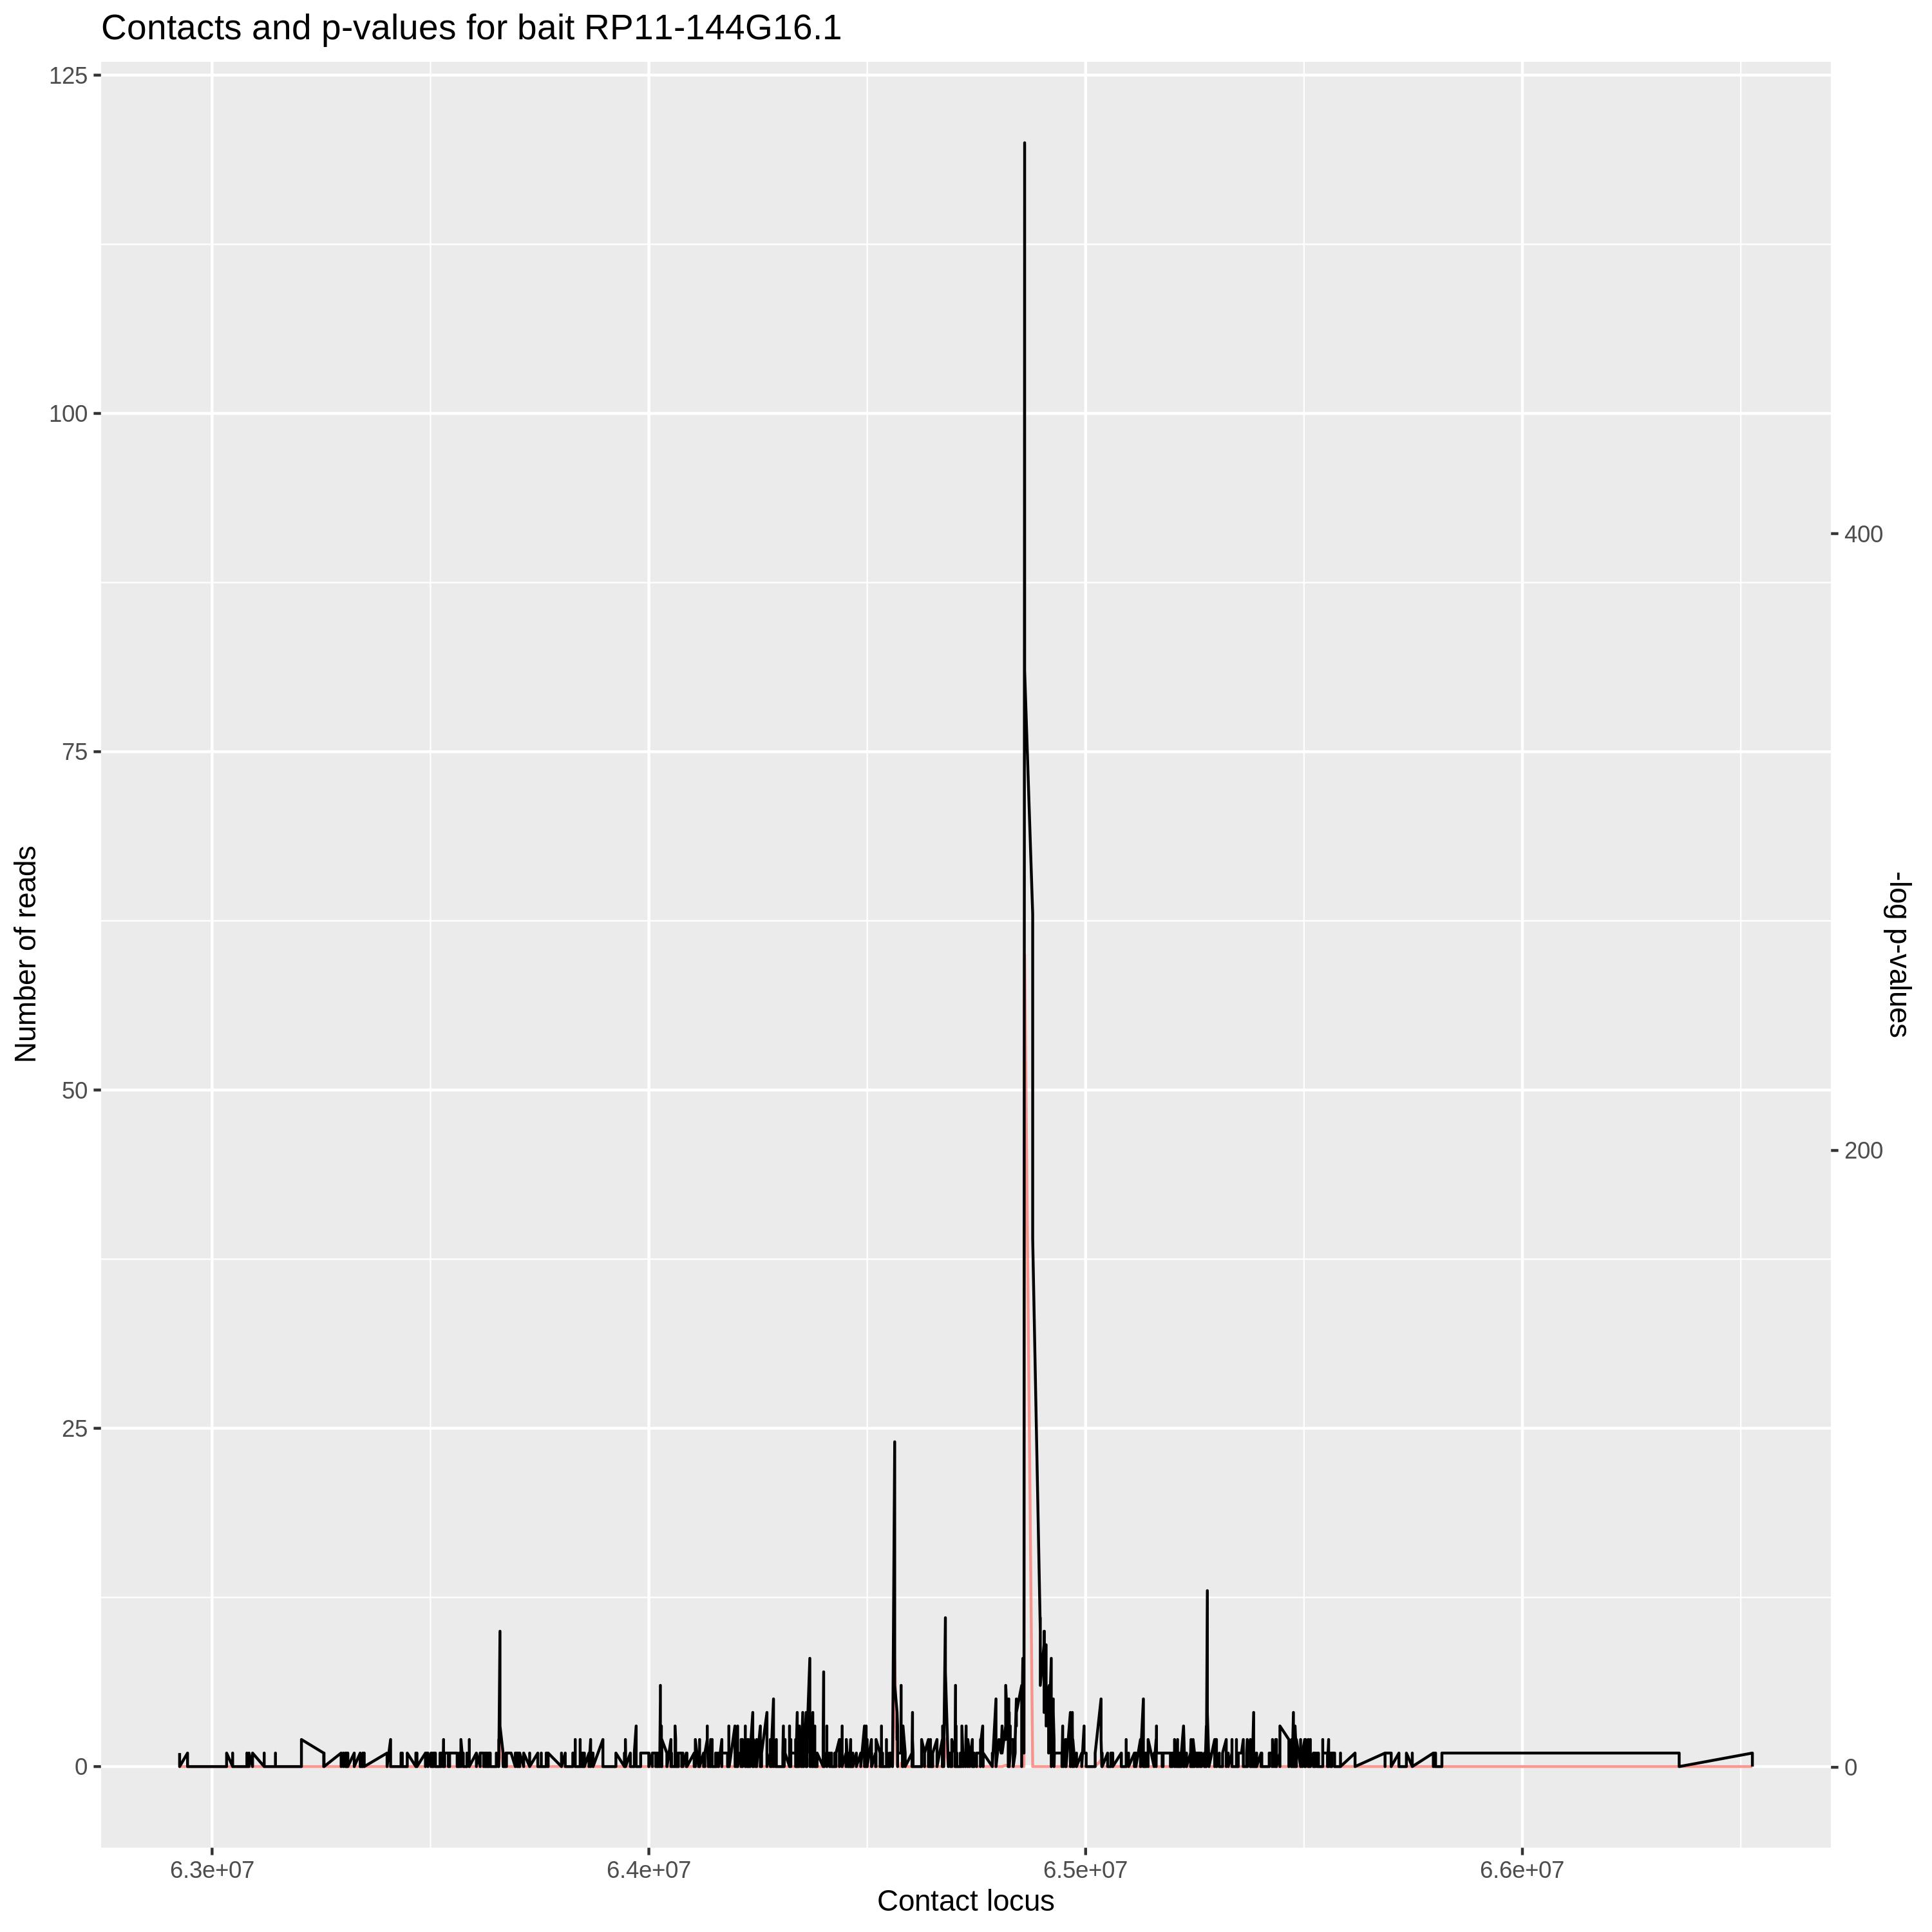 Contacts and p-values for bait RP11-144G16.1
125
100
75
50
25
0
Number of reads
400
200
0
-log p-values
6.3e+07
6.4e+07
6.5e+07
6.6e+07
Contact locus